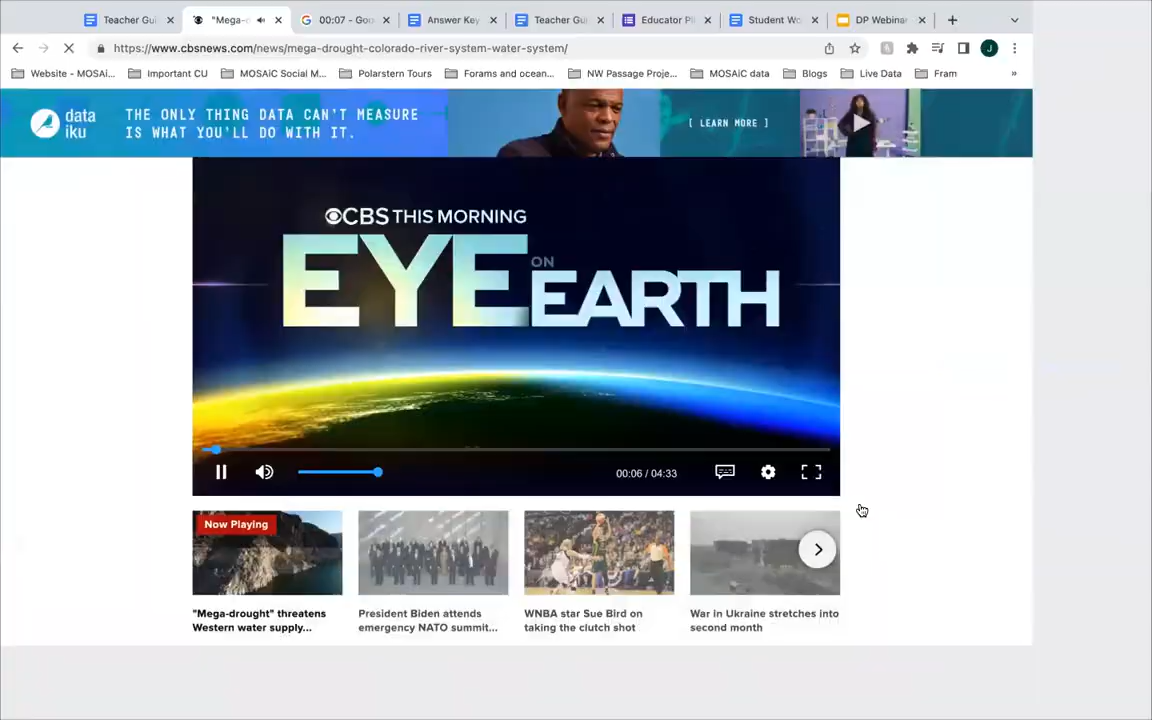 Teacher Gui
"Mega-
00:07 - Goo
Answer Key
Teacher Gui
Educator Pr
Student Wo
DP Webinar
https://www.cbsnews.com/news/mega-drought-colorado-river-system-water-system/
J
Website - MOSAi...
Important CU
MOSAiC Social M...
Polarstern Tours
Forams and ocean...
NW Passage Proje...
MOSAiC data
Blogs
Live Data
Fram
»
data
iku
THE ONLY THING DATA CAN'T MEASURE
IS WHAT YOU'LL DO WITH IT.
[ LEARN MORE ]
CBS THIS MORNING
EYE ON EARTH
00:06 / 04:33
Now Playing
"Mega-drought" threatens
Western water supply...
President Biden attends
emergency NATO summit...
WNBA star Sue Bird on
taking the clutch shot
War in Ukraine stretches into
second month